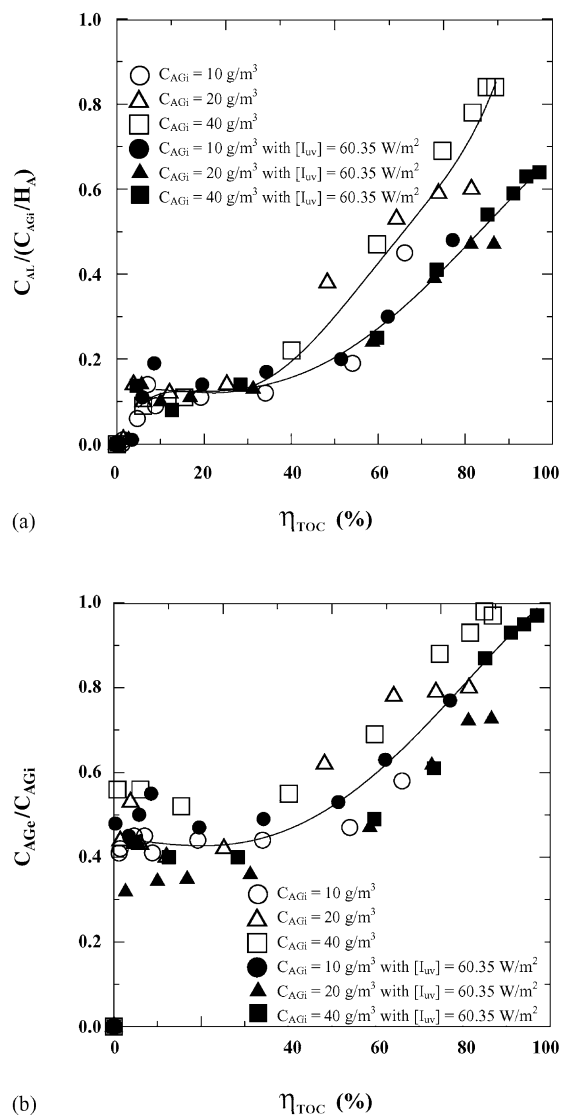 1.0
C_AGi = 10 g/m³
C_AGi = 20 g/m³
0.8
C_AGi = 40 g/m³
C_AGi = 10 g/m³ with [I_uv] = 60.35 W/m²
C_AGi = 20 g/m³ with [I_uv] = 60.35 W/m²
0.6
C_AGi = 40 g/m³ with [I_uv] = 60.35 W/m²
C_AL/(C_AGi/H_A)
0.4
0.2
0.0
0 20 40 60 80 100
(a)
η_TOC (%)
1.0
0.8
0.6
C_AGe/C_AGi
0.4
C_AGi = 10 g/m³
C_AGi = 20 g/m³
C_AGi = 40 g/m³
0.2
C_AGi = 10 g/m³ with [I_uv] = 60.35 W/m²
C_AGi = 20 g/m³ with [I_uv] = 60.35 W/m²
C_AGi = 40 g/m³ with [I_uv] = 60.35 W/m²
0.0
0 20 40 60 80 100
(b)
η_TOC (%)